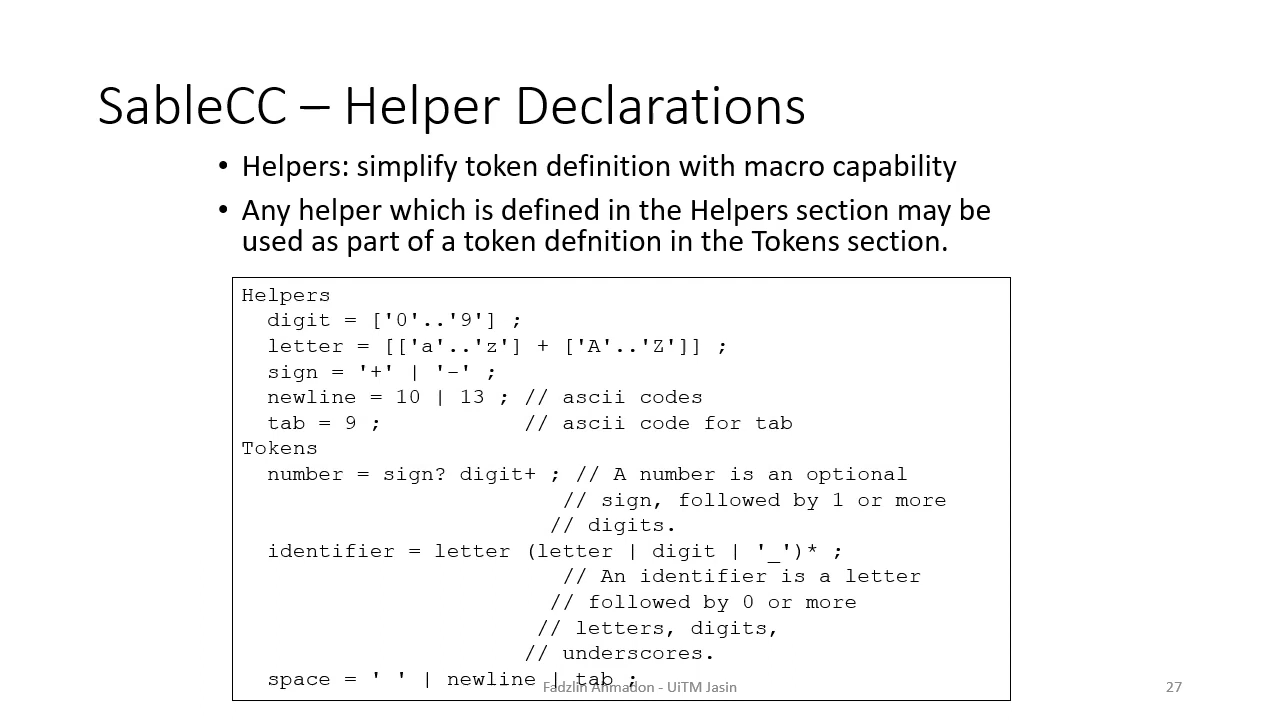 SableCC – Helper Declarations
• Helpers: simplify token definition with macro capability
• Any helper which is defined in the Helpers section may be
used as part of a token defnition in the Tokens section.
Helpers
  digit = ['0'..'9'] ;
  letter = [['a'..'z'] + ['A'..'Z']] ;
  sign = '+' | '-' ;
  newline = 10 | 13 ; // ascii codes
  tab = 9 ;           // ascii code for tab
Tokens
  number = sign? digit+ ; // A number is an optional
                         // sign, followed by 1 or more
                        // digits.
  identifier = letter (letter | digit | '_')* ;
                         // An identifier is a letter
                        // followed by 0 or more
                       // letters, digits,
                      // underscores.
  space = ' ' | newline | tab ;
Fadzlin Ahmadon - UiTM Jasin
27